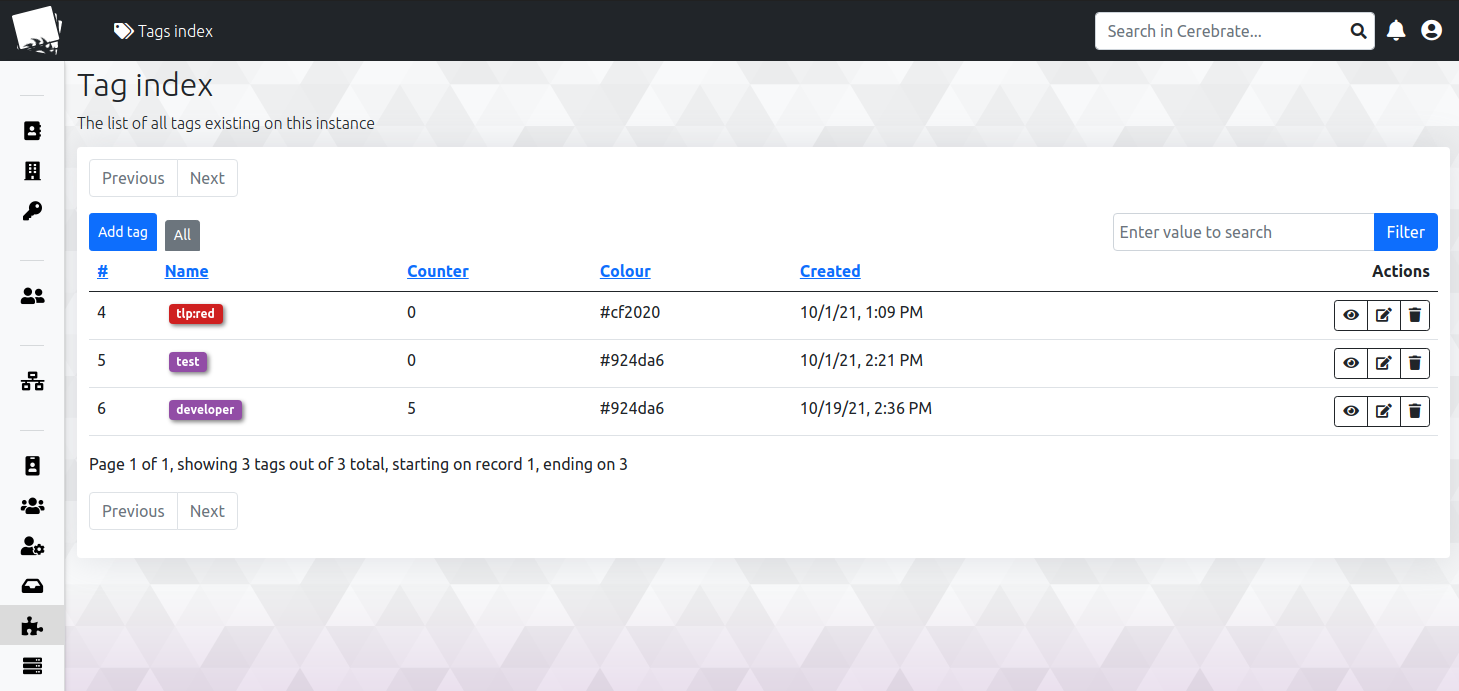 Tags index
Search in Cerebrate...
Tag index
The list of all tags existing on this instance
Previous Next
Add tag All Enter value to search Filter
# Name Counter Colour Created Actions
4 tlp:red 0 #cf2020 10/1/21, 1:09 PM
5 test 0 #924da6 10/1/21, 2:21 PM
6 developer 5 #924da6 10/19/21, 2:36 PM
Page 1 of 1, showing 3 tags out of 3 total, starting on record 1, ending on 3
Previous Next